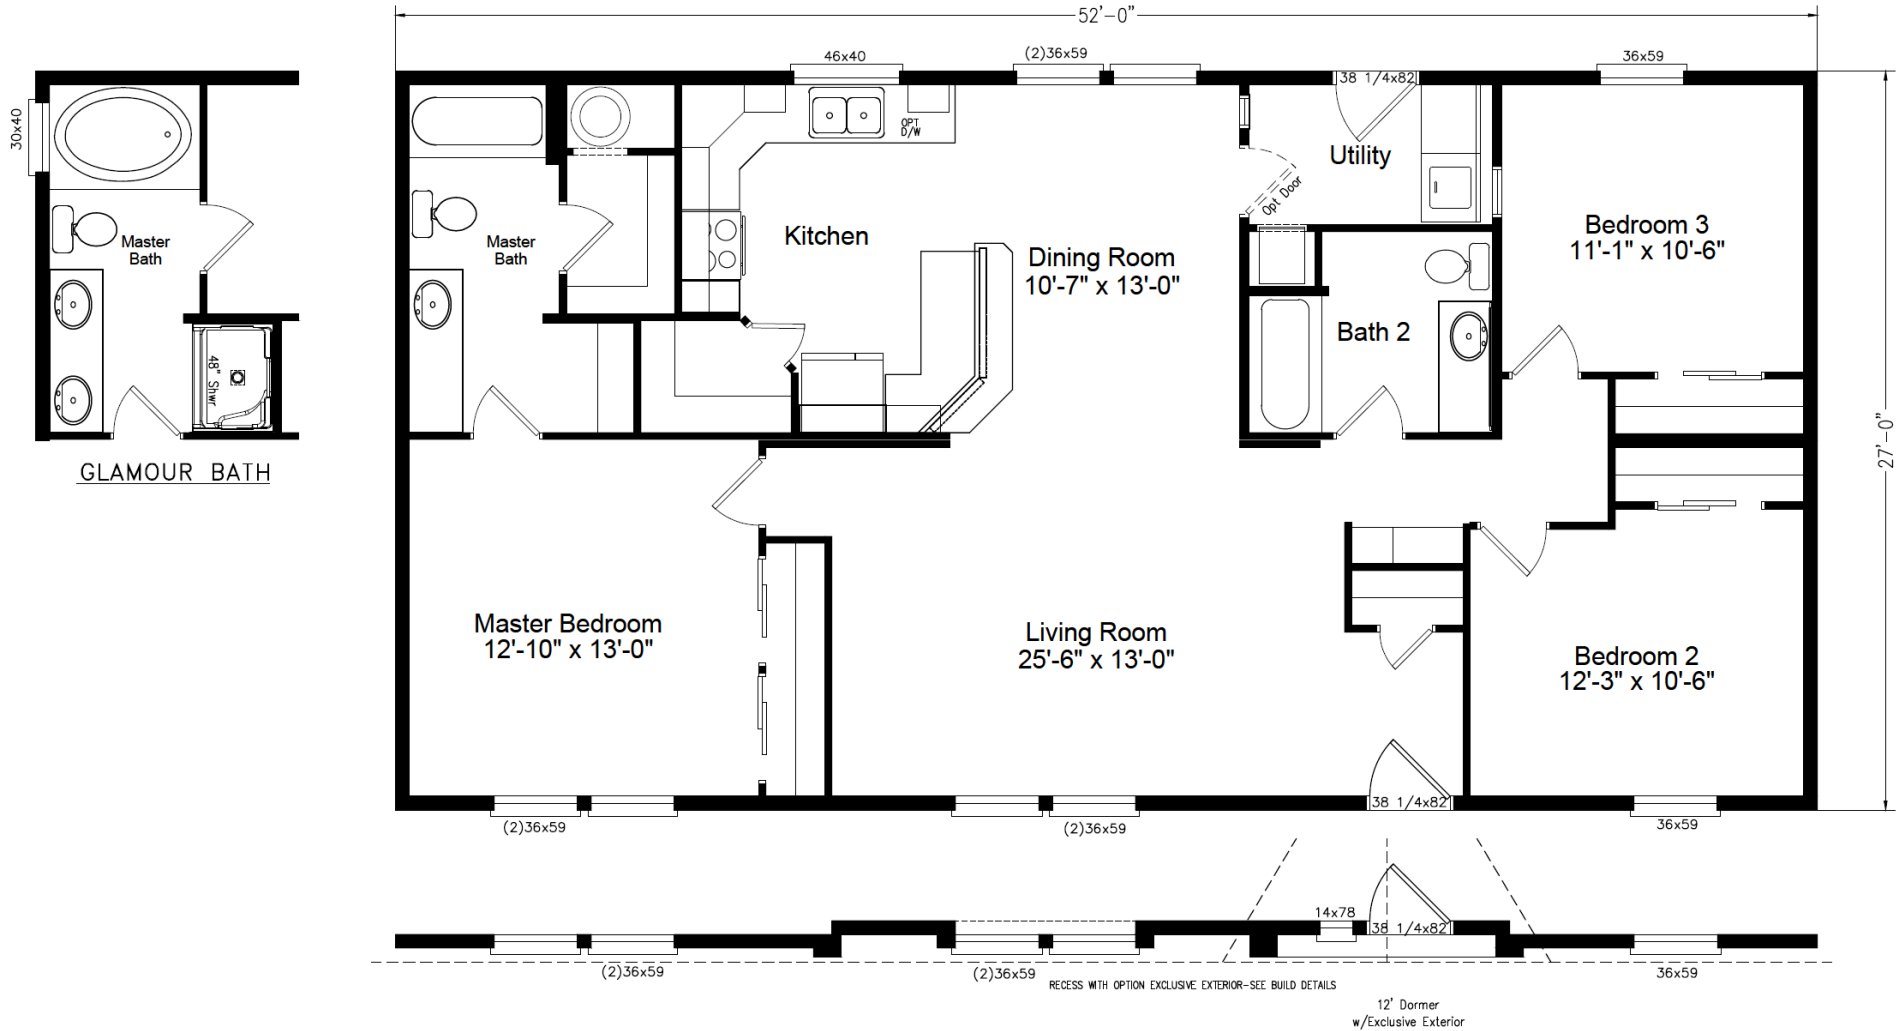 52'-0"
46x40
(2)36x59
38 1/4x82
36x59
30x40
OPT
D/W
Utility
Opt Door
Master
Bath
Master
Bath
Kitchen
Dining Room
10'-7" x 13'-0"
Bedroom 3
11'-1" x 10'-6"
Bath 2
48" Shwr
27'-0"
GLAMOUR BATH
Master Bedroom
12'-10" x 13'-0"
Living Room
25'-6" x 13'-0"
Bedroom 2
12'-3" x 10'-6"
38 1/4x82
(2)36x59
(2)36x59
36x59
14x78
38 1/4x82
(2)36x59
(2)36x59
36x59
RECESS WITH OPTION EXCLUSIVE EXTERIOR-SEE BUILD DETAILS
12' Dormer
w/Exclusive Exterior